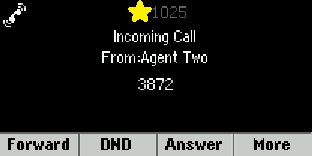 1025
Incoming Call
From:Agent Two
3872
Forward DND Answer More